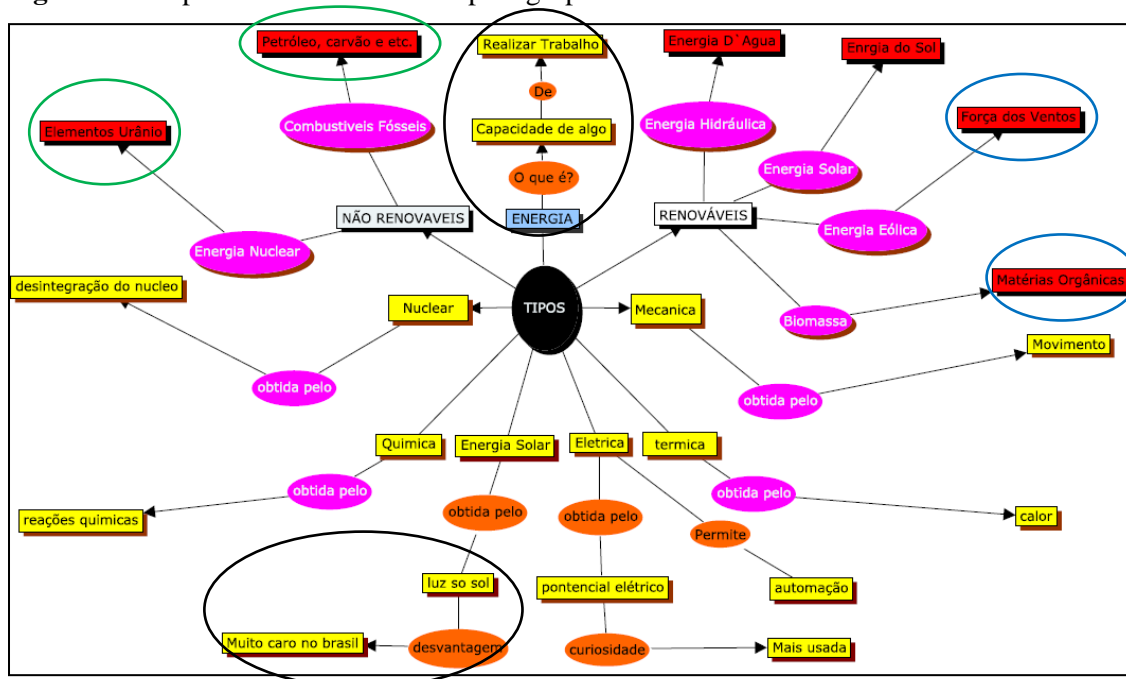 Petróleo, carvão e etc.
Realizar Trabalho
Energia D`Agua
Enrgia do Sol
De
Elementos Urânio
Combustiveis Fósseis
Capacidade de algo
Energia Hidráulica
Força dos Ventos
O que é?
Energia Solar
NÃO RENOVAVEIS
ENERGIA
RENOVÁVEIS
Energia Nuclear
Energia Eólica
desintegração do nucleo
Matérias Orgânicas
Nuclear
TIPOS
Mecanica
Biomassa
Movimento
obtida pelo
obtida pelo
Quimica
Energia Solar
Eletrica
termica
obtida pelo
obtida pelo
reações quimicas
obtida pelo
obtida pelo
calor
Permite
luz so sol
pontencial elétrico
automação
Muito caro no brasil
desvantagem
curiosidade
Mais usada